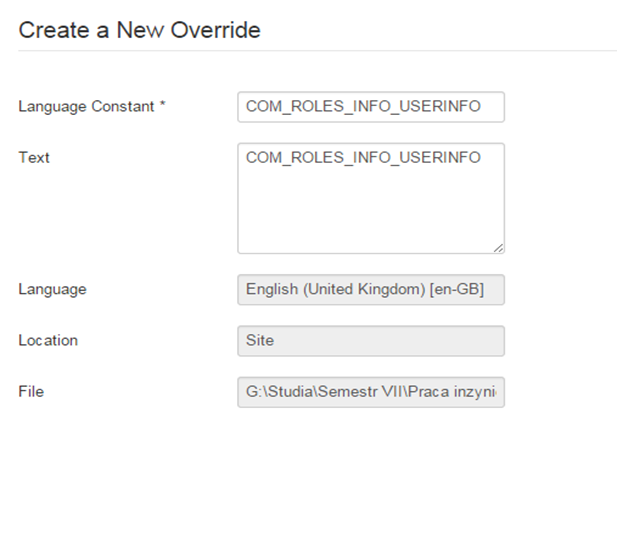 Create a New Override
Language Constant *
COM_ROLES_INFO_USERINFO
Text
COM_ROLES_INFO_USERINFO
Language
English (United Kingdom) [en-GB]
Location
Site
File
G:\Studia\Semestr VII\Praca inzyni